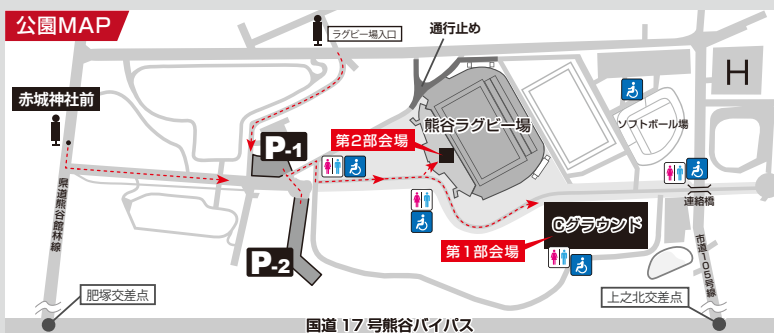 公園MAP
ラグビー場入口
通行止め
H
赤城神社前
熊谷ラグビー場
ソフトボール場
第2部会場
P-1
県道熊谷館林線
連絡橋
Cグラウンド
第1部会場
P-2
市道105号線
肥塚交差点
上之北交差点
国道 17 号熊谷バイパス